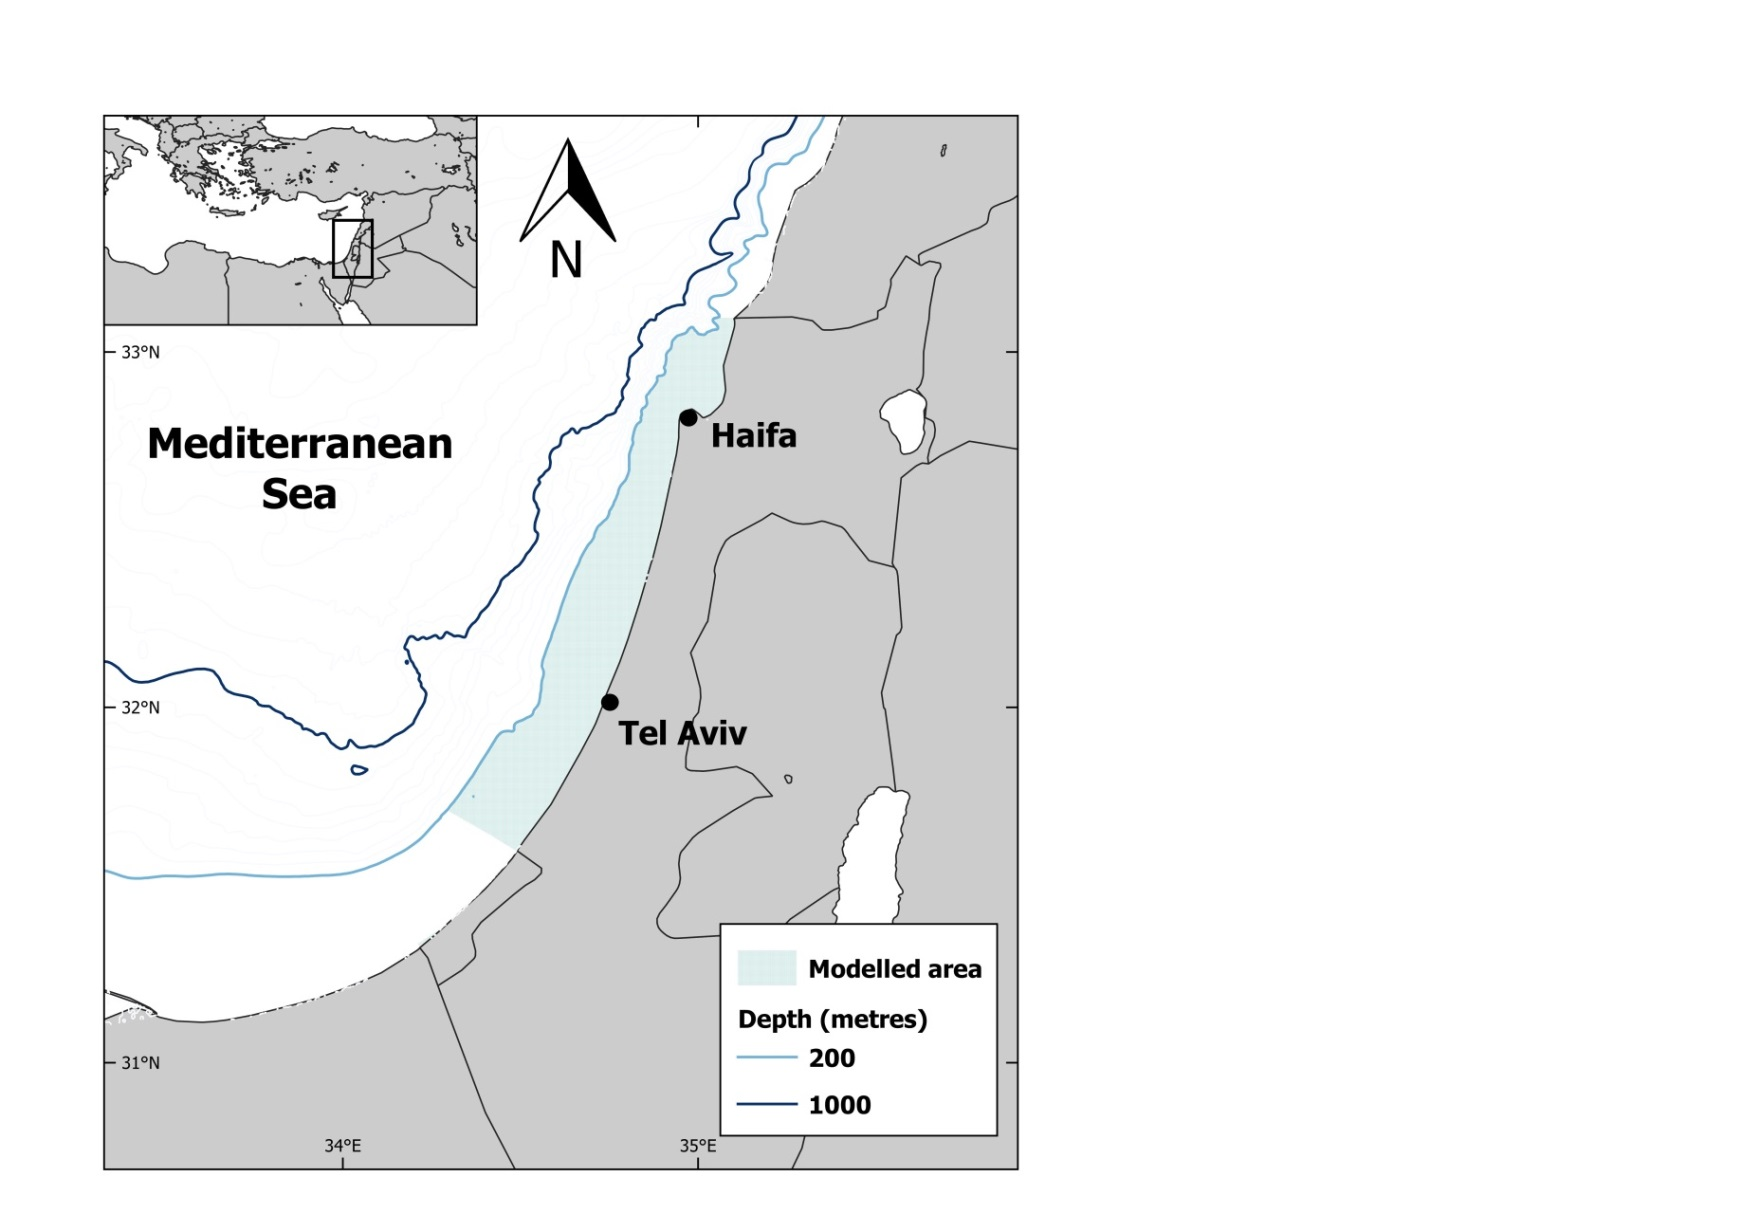 N
33°N
Mediterranean
Sea
Haifa
32°N
Tel Aviv
Modelled area
Depth (metres)
200
31°N
1000
34°E
35°E